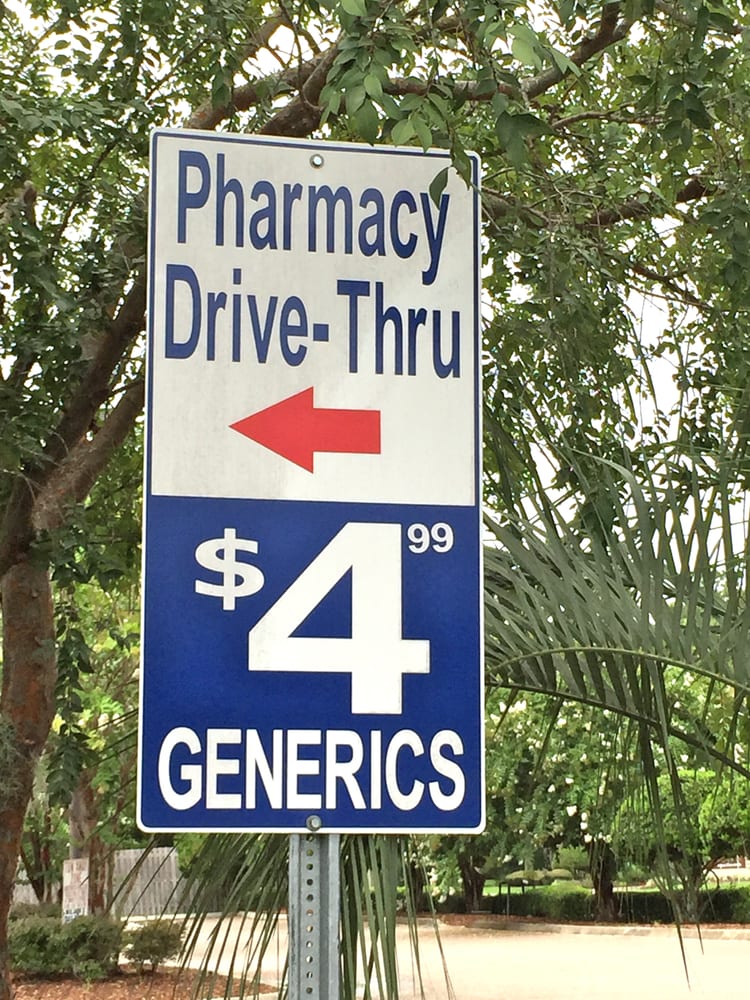 Pharmacy
Drive-Thru
$4 99
GENERICS